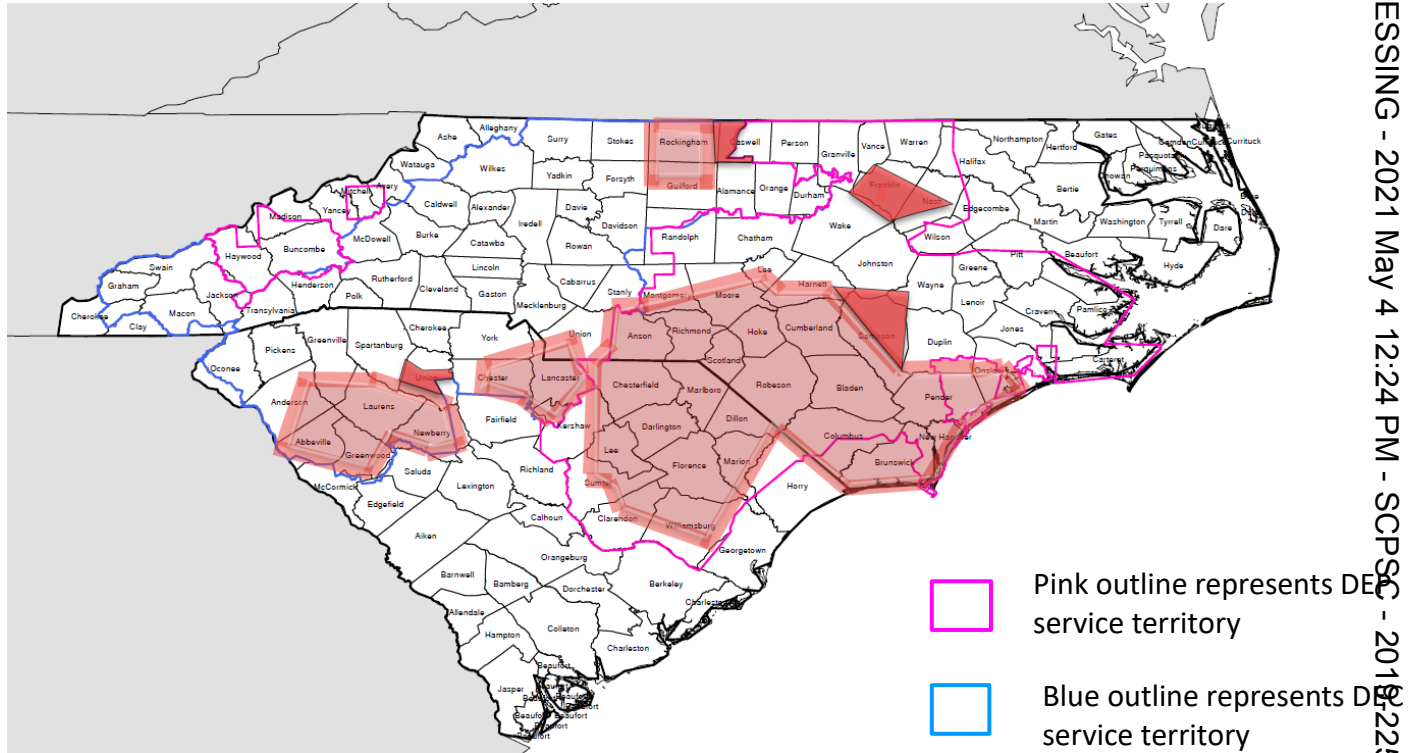 Ashe
Alleghany
Surry
Stokes
Rockingham
Caswell
Person
Granville
Vance
Warren
Northampton
Gates
Hertford
Halifax
Camden
Currituck
Pasquotank
Perquimans
Chowan
Watauga
Wilkes
Yadkin
Forsyth
Guilford
Alamance
Orange
Durham
Franklin
Nash
Bertie
Avery
Mitchell
Yancey
Madison
Caldwell
Alexander
Iredell
Davie
Davidson
Randolph
Chatham
Wake
Edgecombe
Martin
Washington
Tyrrell
Dare
Haywood
Buncombe
McDowell
Burke
Catawba
Rowan
Wilson
Johnston
Pitt
Beaufort
Hyde
Swain
Graham
Jackson
Henderson
Rutherford
Cleveland
Lincoln
Gaston
Cabarrus
Stanly
Montgomery
Moore
Lee
Harnett
Wayne
Greene
Lenoir
Craven
Pamlico
Cherokee
Clay
Macon
Transylvania
Polk
Mecklenburg
Union
Anson
Richmond
Hoke
Cumberland
Scotland
Sampson
Duplin
Jones
Carteret
Onslow
Oconee
Pickens
Greenville
Spartanburg
Cherokee
York
Union
Chester
Lancaster
Chesterfield
Marlboro
Robeson
Bladen
Pender
Anderson
Laurens
Newberry
Fairfield
Kershaw
Darlington
Dillon
Columbus
New Hanover
Brunswick
Abbeville
Greenwood
Saluda
Richland
Lee
Florence
Marion
Horry
McCormick
Edgefield
Lexington
Sumter
Calhoun
Clarendon
Williamsburg
Georgetown
Aiken
Orangeburg
Barnwell
Bamberg
Dorchester
Berkeley
Charleston
Allendale
Hampton
Colleton
Charleston
Jasper
Beaufort
Beaufort
Beaufort
Beaufort
Pink outline represents DEP
service territory
Blue outline represents DEC
service territory
ESSING - 2021 May 4 12:24 PM - SCPSC - 2019-225